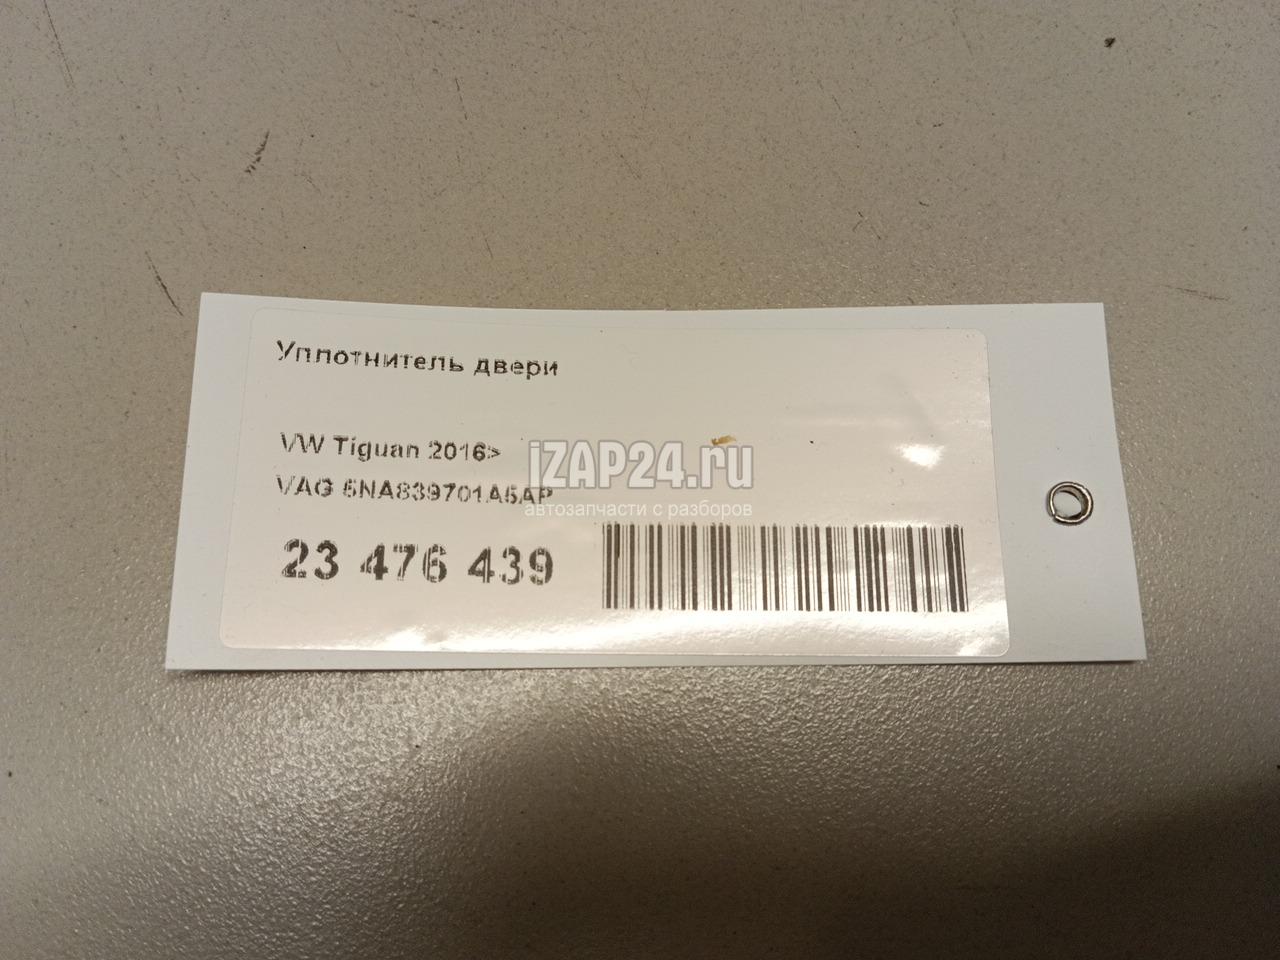 Уплотнитель двери
VW Tiguan 2016>
VAG 5NA839701A5AP
23 476 439
iZAP24.ru
автозапчасти с разборов